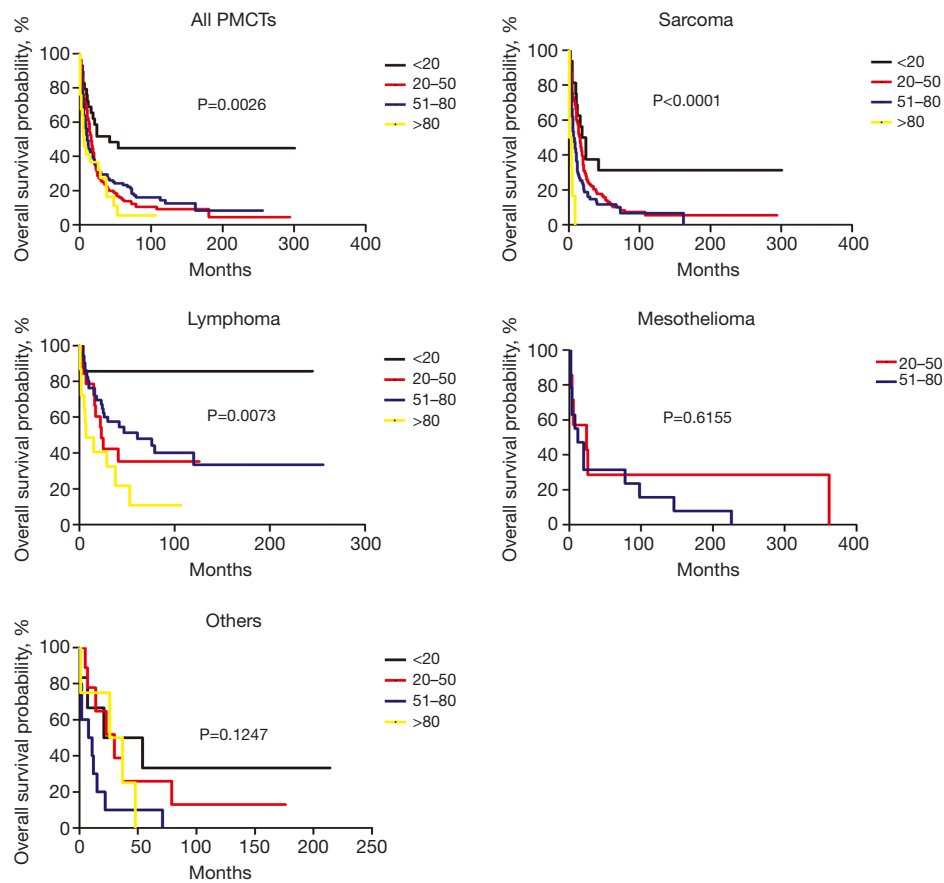 All PMCTs
Overall survival probability, %
100
80
60
40
20
0
0 100 200 300 400
Months
P=0.0026
<20
20–50
51–80
>80
Sarcoma
Overall survival probability, %
100
80
60
40
20
0
0 100 200 300 400
Months
P<0.0001
<20
20–50
51–80
>80
Lymphoma
Overall survival probability, %
100
80
60
40
20
0
0 100 200 300
Months
P=0.0073
<20
20–50
51–80
>80
Mesothelioma
Overall survival probability, %
100
80
60
40
20
0
0 100 200 300 400
Months
P=0.6155
20–50
51–80
Others
Overall survival probability, %
100
80
60
40
20
0
0 50 100 150 200 250
Months
P=0.1247
<20
20–50
51–80
>80